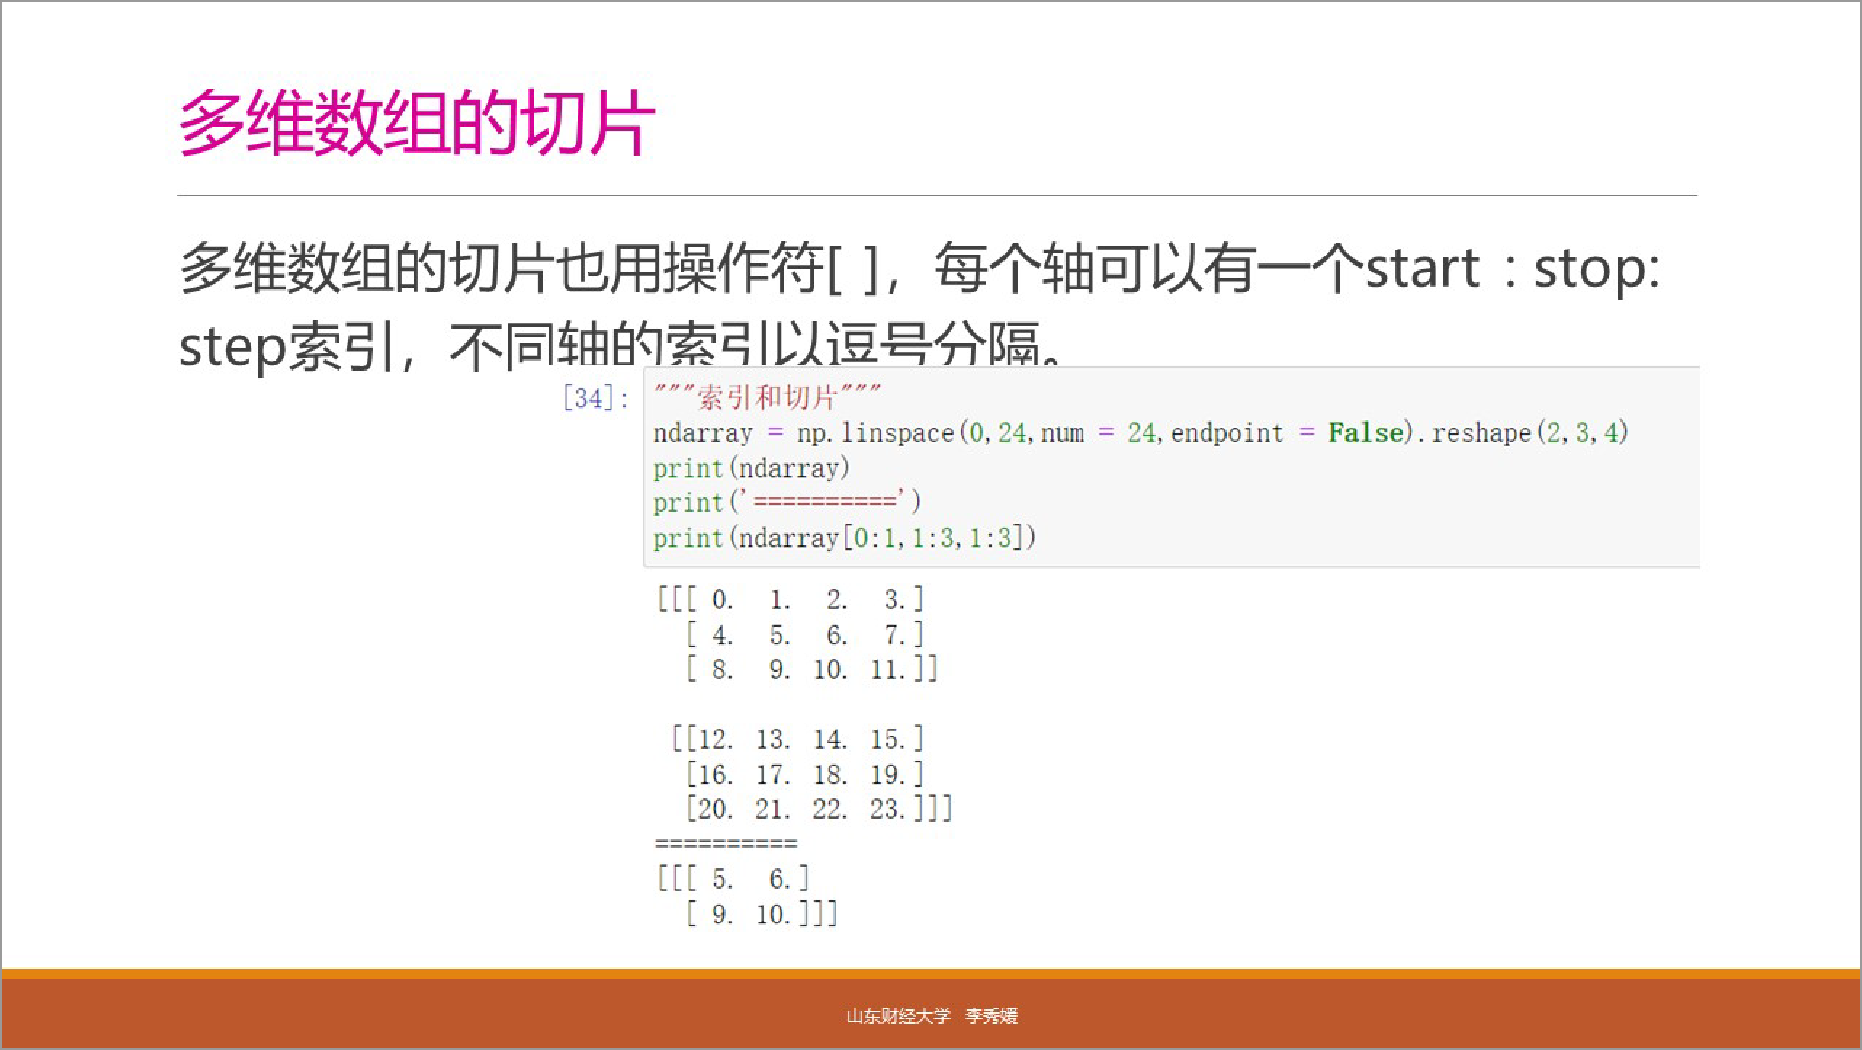 多维数组的切片
多维数组的切片也用操作符[ ]，每个轴可以有一个start : stop:
step索引，不同轴的索引以逗号分隔。
[34]: """索引和切片"""
ndarray = np.linspace(0,24,num = 24,endpoint = False).reshape(2,3,4)
print(ndarray)
print('==========')
print(ndarray[0:1,1:3,1:3])
[[[ 0.  1.  2.  3.]
  [ 4.  5.  6.  7.]
  [ 8.  9. 10. 11.]]
 [[12. 13. 14. 15.]
  [16. 17. 18. 19.]
  [20. 21. 22. 23.]]]
==========
[[[ 5.  6.]
  [ 9. 10.]]]
山东财经大学 李秀媛